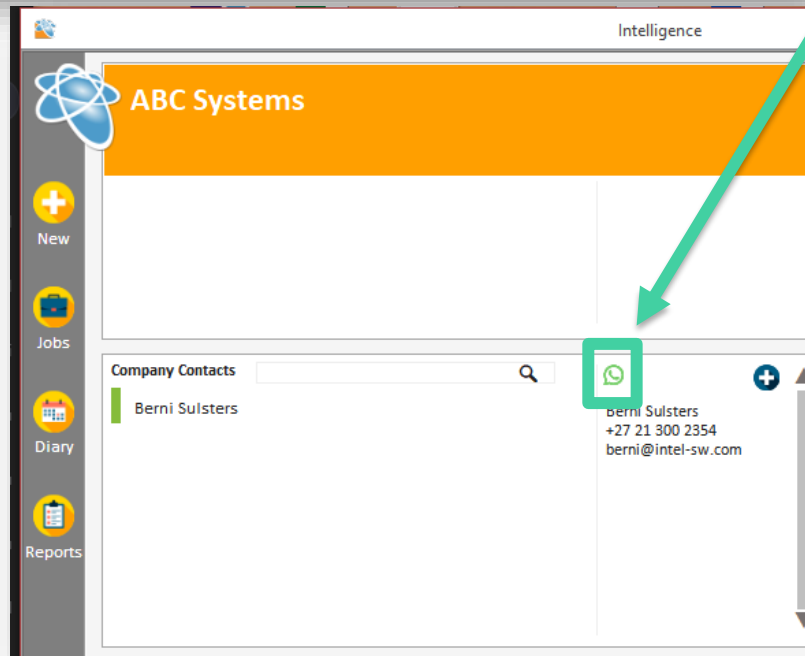 Intelligence
ABC Systems
New
Jobs
Diary
Reports
Company Contacts
Berni Sulsters
Berni Sulsters
+27 21 300 2354
berni@intel-sw.com